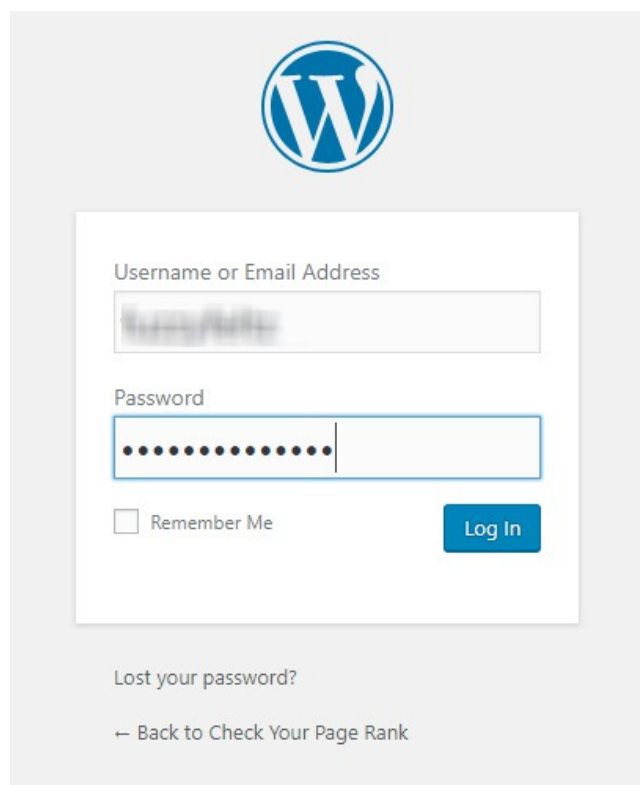 Username or Email Address
Password
••••••••••••••
Remember Me
Log In
Lost your password?
← Back to Check Your Page Rank